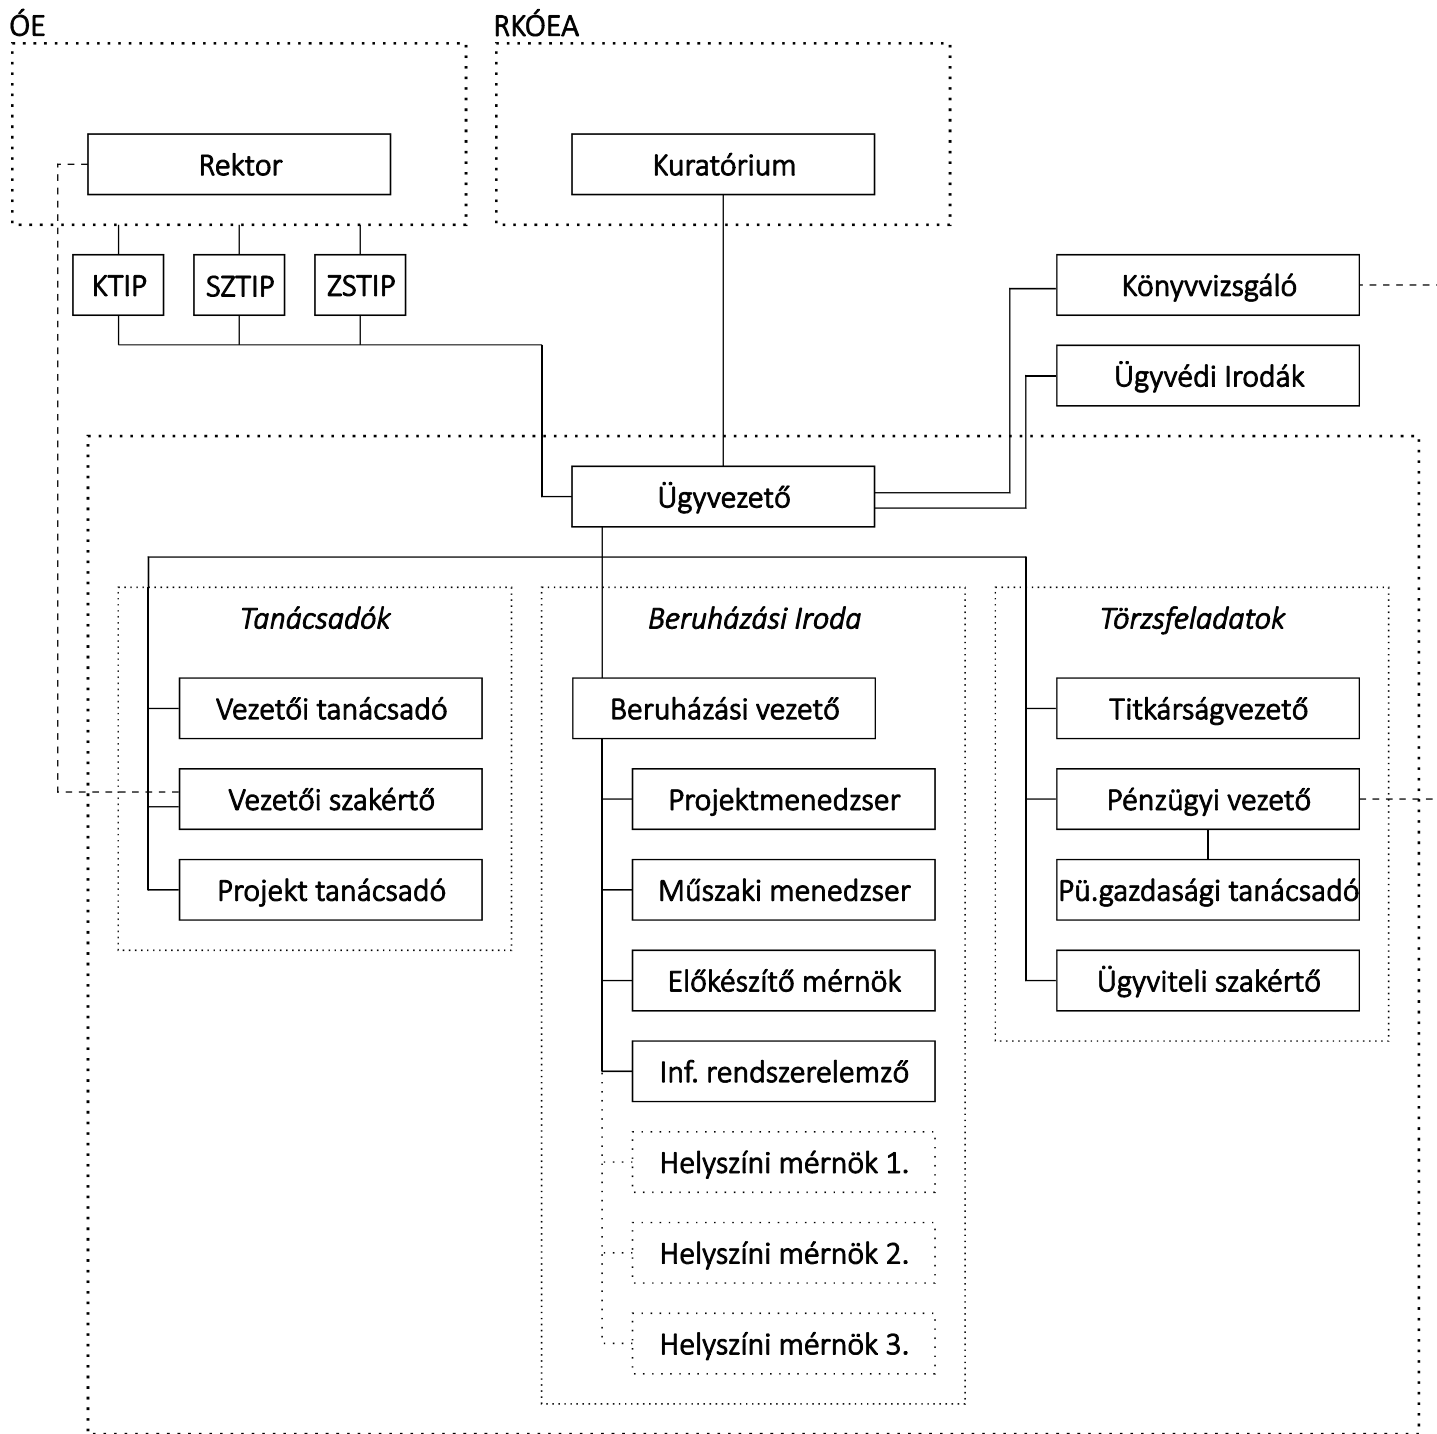 ÓE
RKÓEA
Rektor
Kuratórium
KTIP
SZTIP
ZSTIP
Könyvvizsgáló
Ügyvédi Irodák
Ügyvezető
Tanácsadók
Vezetői tanácsadó
Vezetői szakértő
Projekt tanácsadó
Beruházási Iroda
Beruházási vezető
Projektmenedzser
Műszaki menedzser
Előkészítő mérnök
Inf. rendszerelemző
Helyszíni mérnök 1.
Helyszíni mérnök 2.
Helyszíni mérnök 3.
Törzsfeladatok
Titkárságvezető
Pénzügyi vezető
Pü.gazdasági tanácsadó
Ügyviteli szakértő